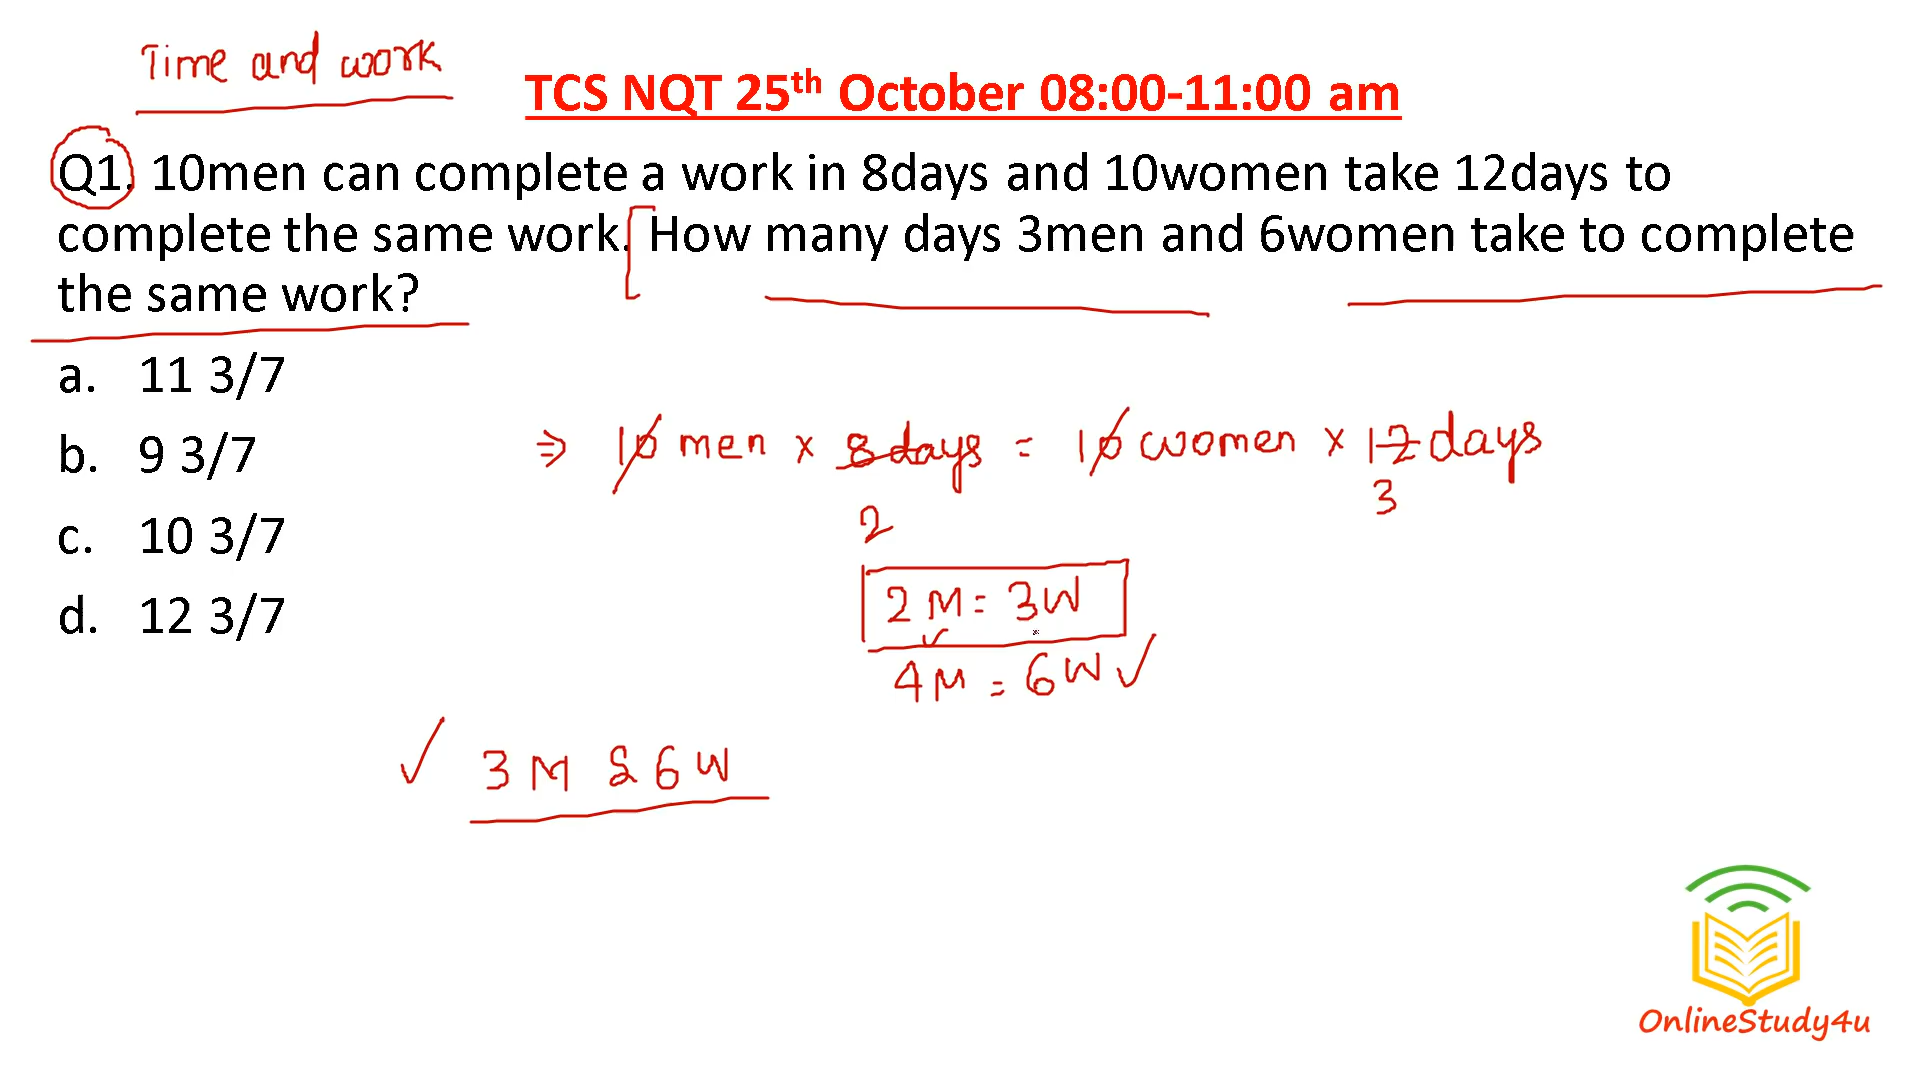 Time and work
TCS NQT 25th October 08:00-11:00 am
Q1. 10men can complete a work in 8days and 10women take 12days to
complete the same work. How many days 3men and 6women take to complete
the same work?
a. 11 3/7
b. 9 3/7
c. 10 3/7
d. 12 3/7
⇒ 10 men × 8 days = 10 women × 12 days
2 3
2M = 3W
4M = 6W ✓
✓ 3M & 6W
OnlineStudy4u